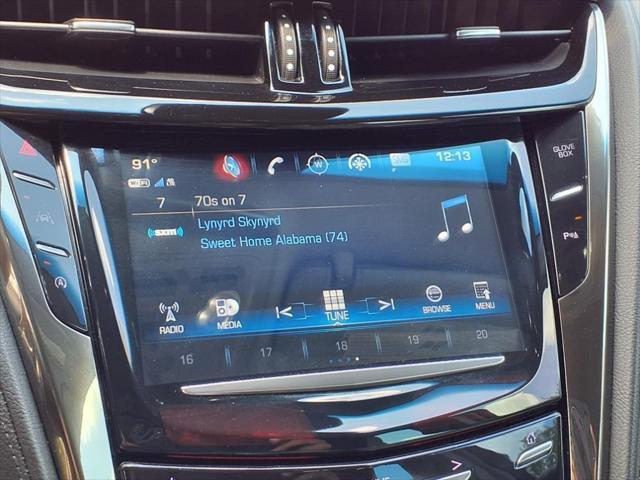 91° 12:13
WiFi
7 70s on 7
((SXM)) Lynyrd Skynyrd
Sweet Home Alabama (74)
RADIO MEDIA TUNE BROWSE MENU
16 17 18 19 20
GLOVE BOX
W